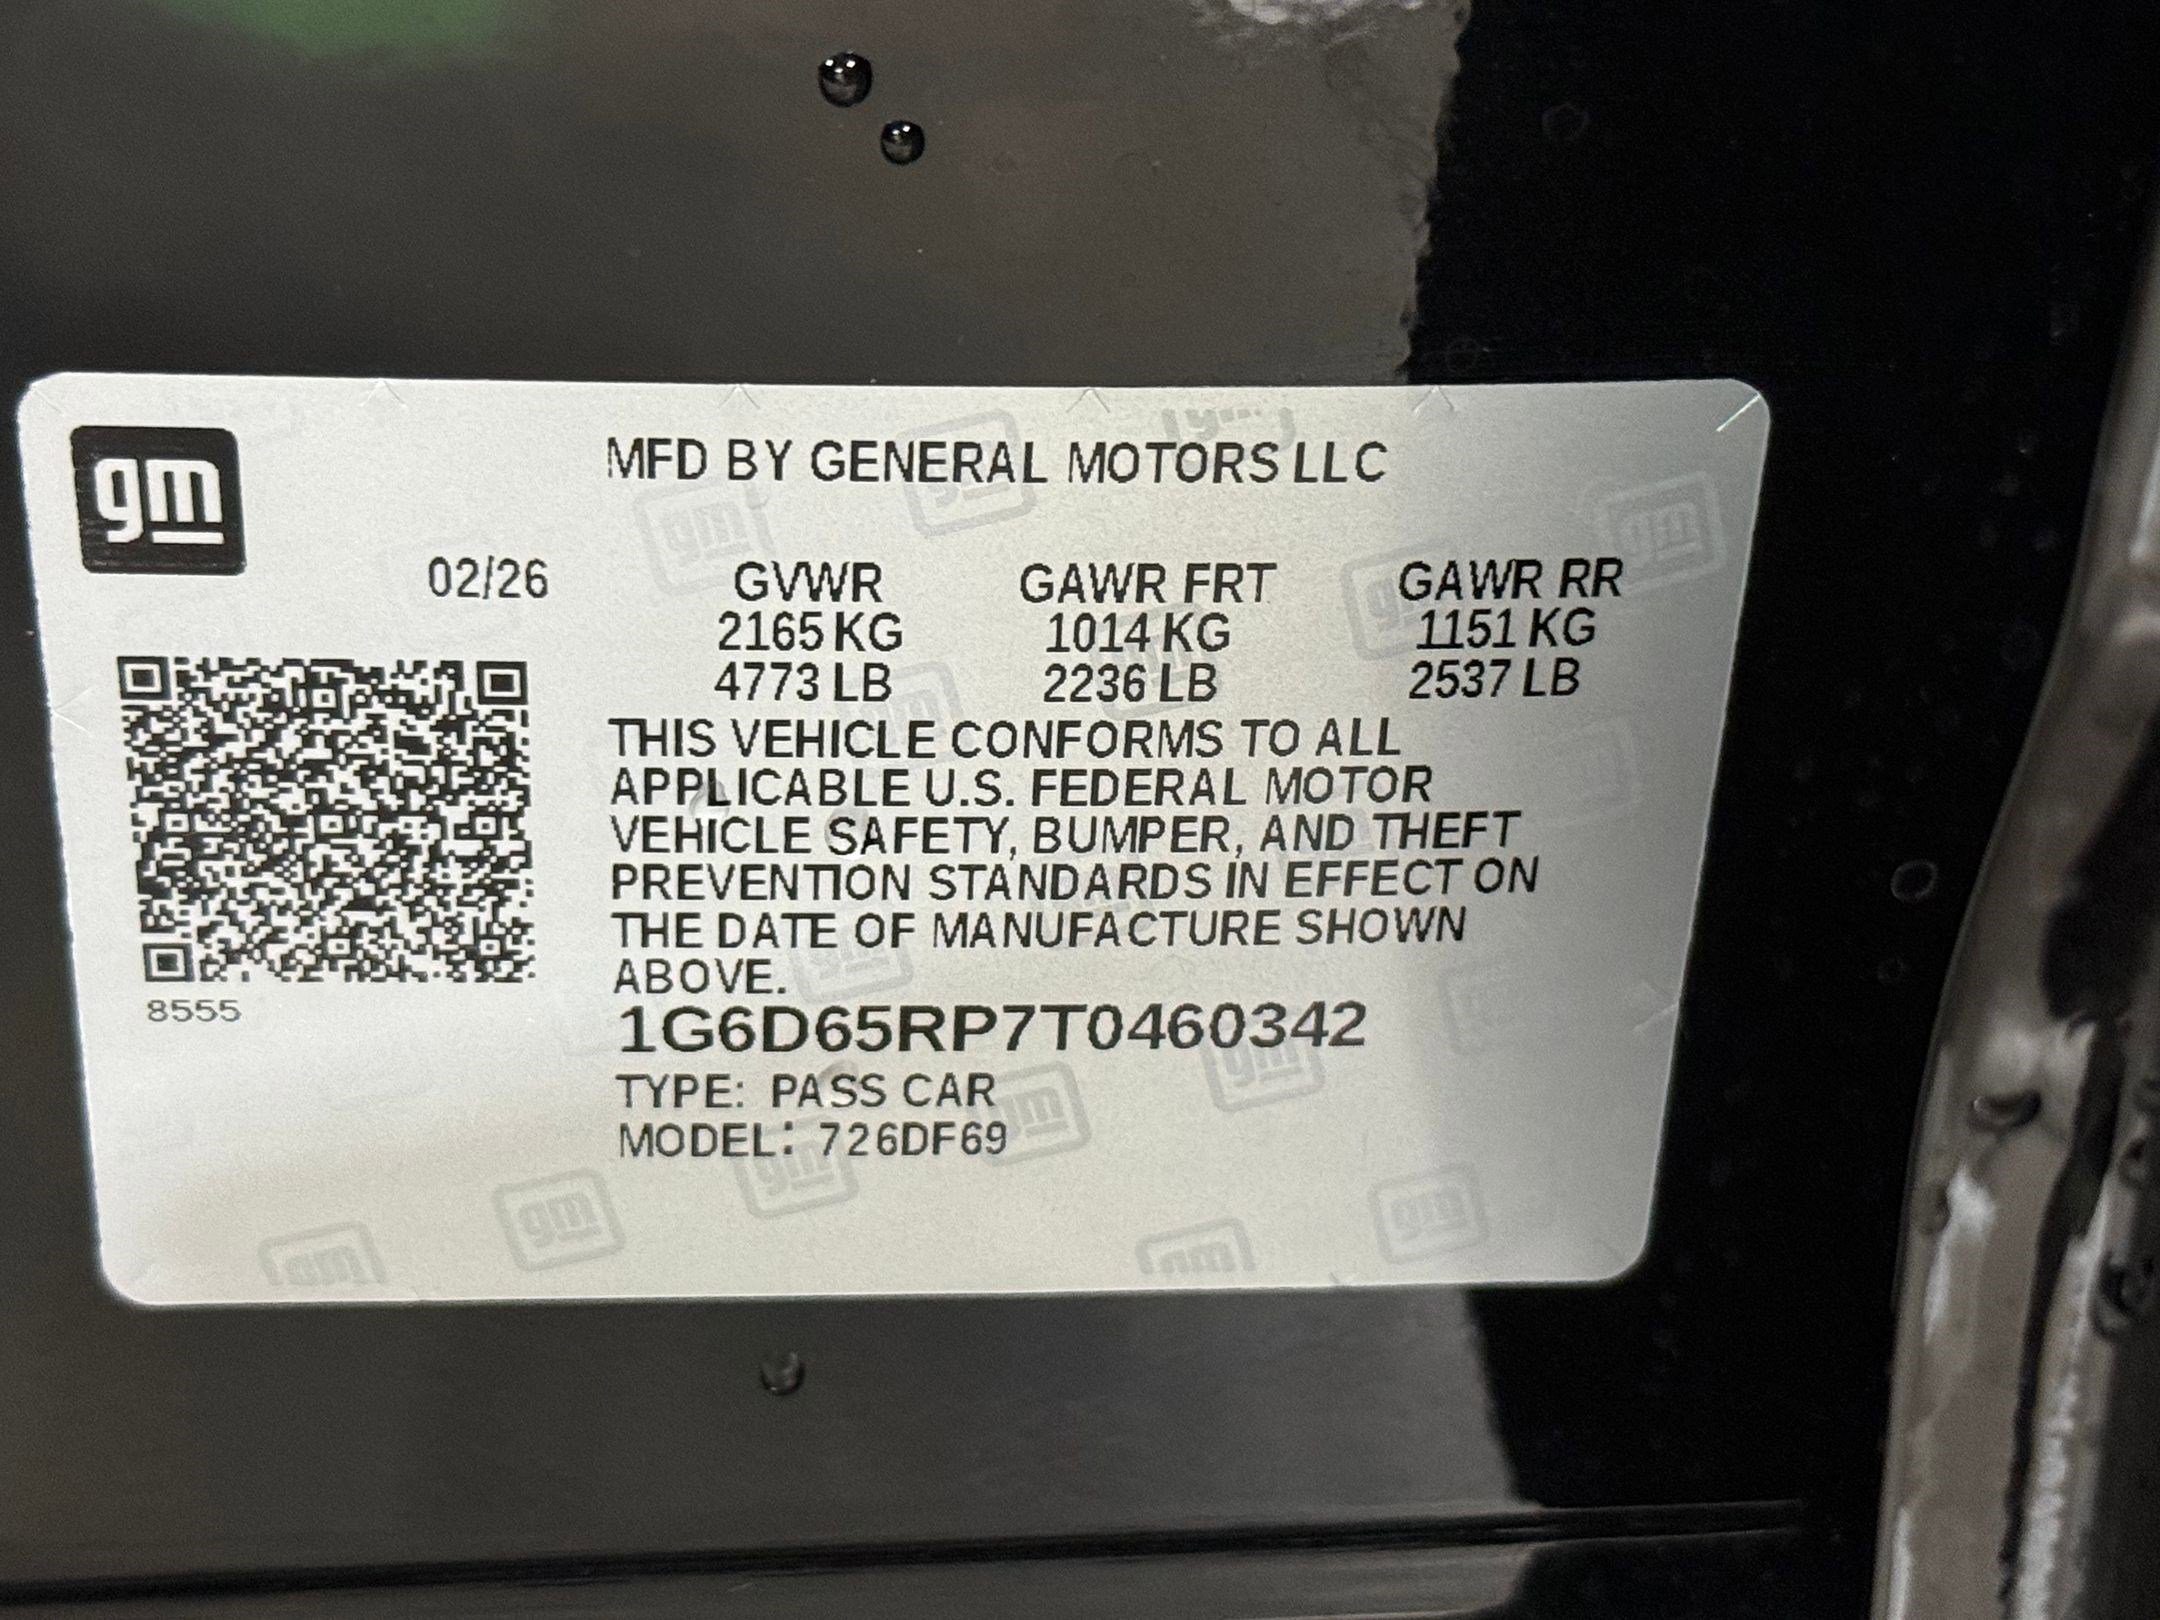 gm
MFD BY GENERAL MOTORS LLC
02/26 GVWR GAWR FRT GAWR RR
2165 KG 1014 KG 1151 KG
4773 LB 2236 LB 2537 LB
THIS VEHICLE CONFORMS TO ALL
APPLICABLE U.S. FEDERAL MOTOR
VEHICLE SAFETY, BUMPER, AND THEFT
PREVENTION STANDARDS IN EFFECT ON
THE DATE OF MANUFACTURE SHOWN
ABOVE.
8555
1G6D65RP7T0460342
TYPE: PASS CAR
MODEL: 726DF69